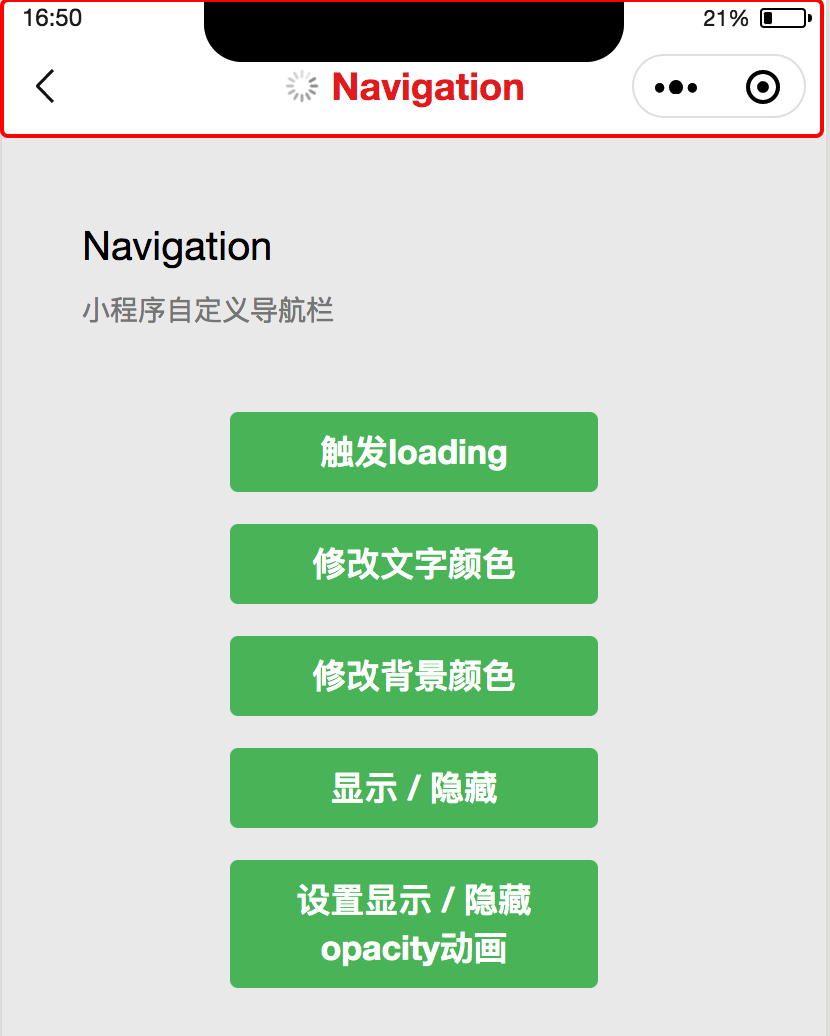 16:50
21%
Navigation
Navigation
小程序自定义导航栏
触发loading
修改文字颜色
修改背景颜色
显示 / 隐藏
设置显示 / 隐藏
opacity动画